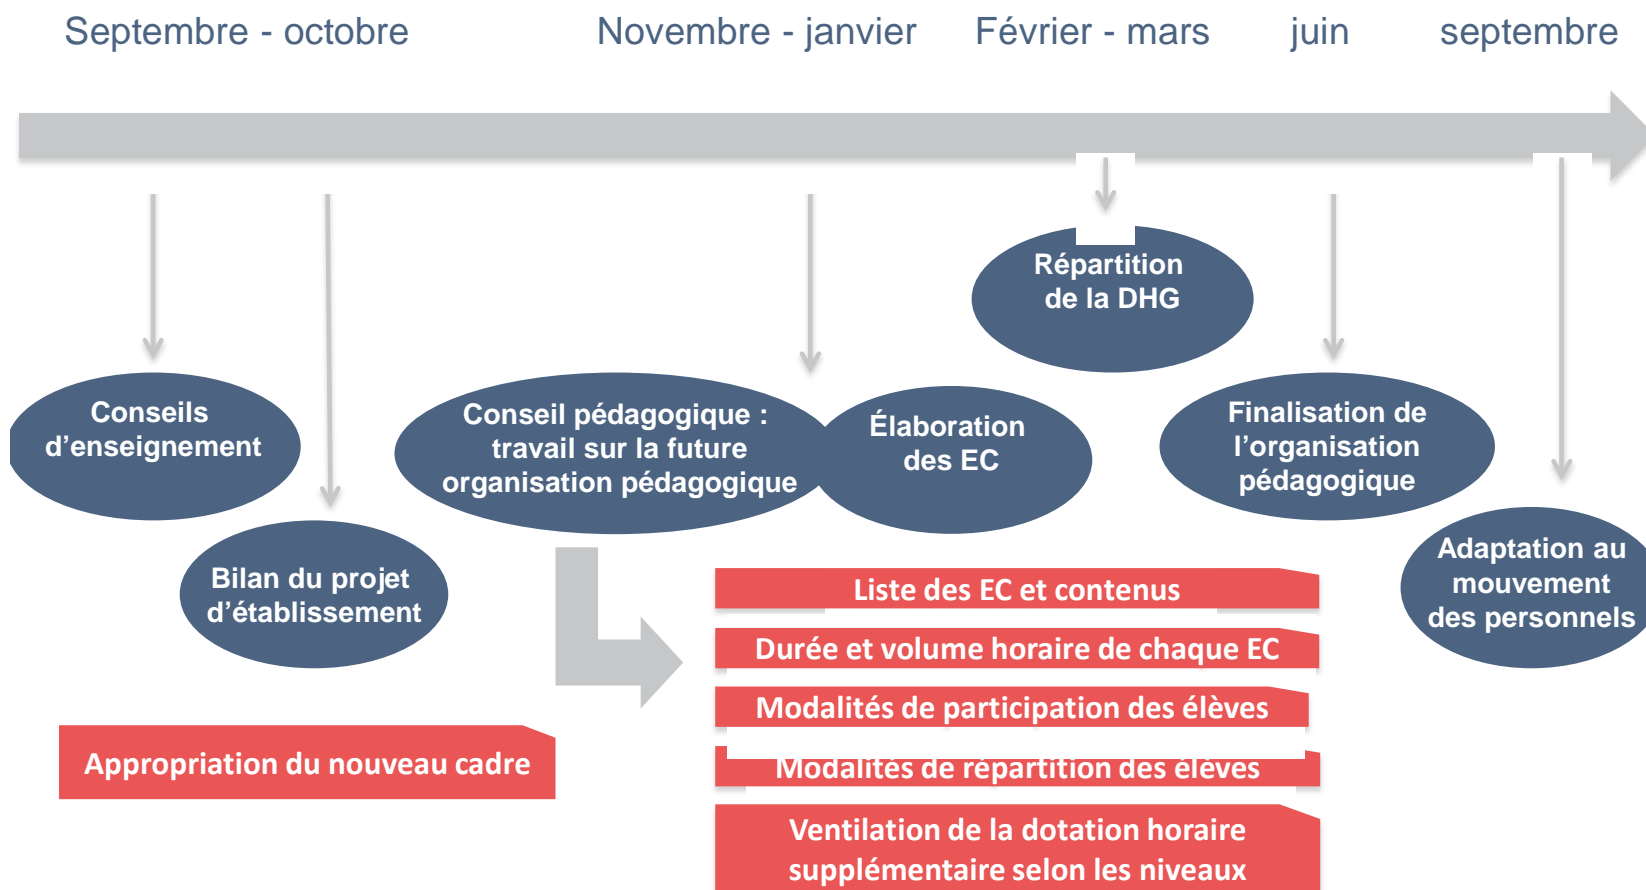 Septembre - octobre
Novembre - janvier
Février - mars
juin
septembre
Répartition
de la DHG
Conseils
d’enseignement
Conseil pédagogique :
travail sur la future
organisation pédagogique
Élaboration
des EC
Finalisation de
l’organisation
pédagogique
Bilan du projet
d’établissement
Adaptation au
mouvement
des personnels
Appropriation du nouveau cadre
Liste des EC et contenus
Durée et volume horaire de chaque EC
Modalités de participation des élèves
Modalités de répartition des élèves
Ventilation de la dotation horaire
supplémentaire selon les niveaux